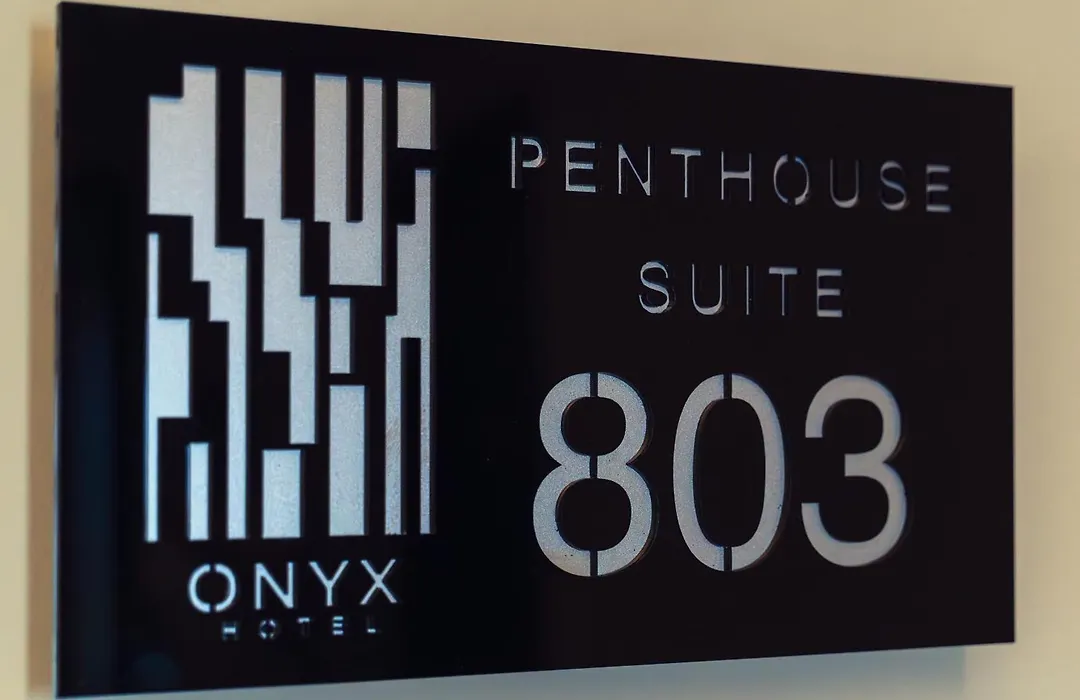 ONYX
HOTEL
PENTHOUSE
SUITE
803